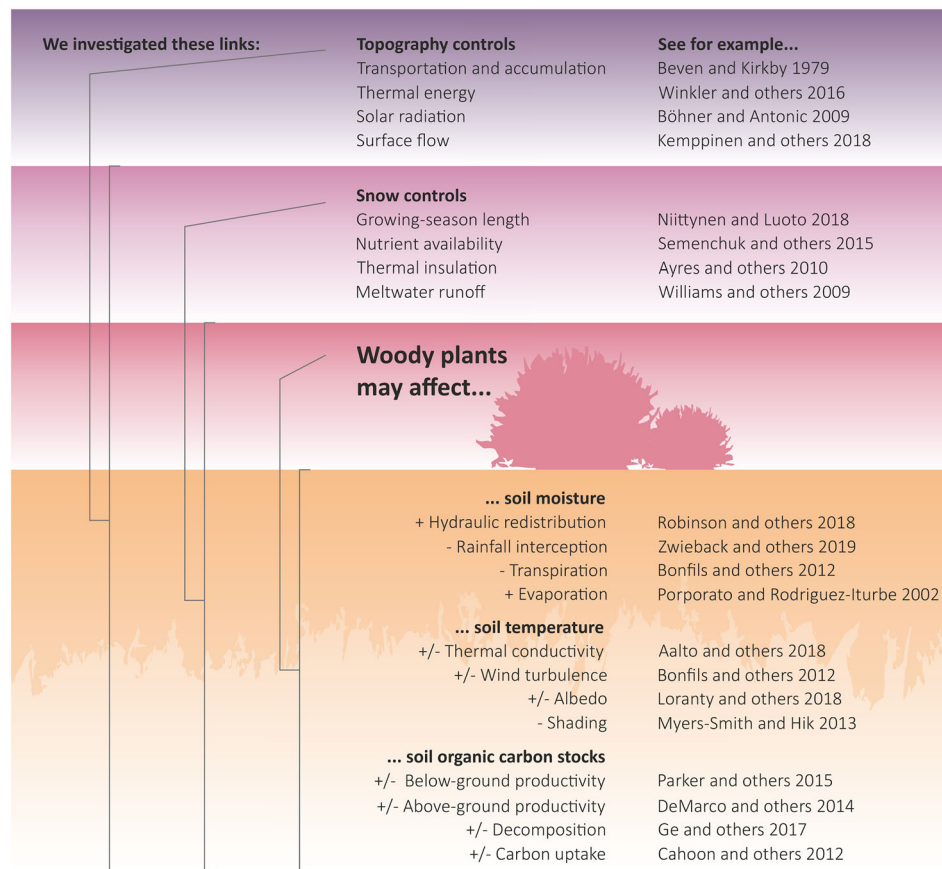 We investigated these links:
Topography controls See for example...
Transportation and accumulation Beven and Kirkby 1979
Thermal energy Winkler and others 2016
Solar radiation Böhner and Antonic 2009
Surface flow Kemppinen and others 2018
Snow controls
Growing-season length Niittynen and Luoto 2018
Nutrient availability Semenchuk and others 2015
Thermal insulation Ayres and others 2010
Meltwater runoff Williams and others 2009
Woody plants
may affect...
... soil moisture
+ Hydraulic redistribution Robinson and others 2018
- Rainfall interception Zwieback and others 2019
- Transpiration Bonfils and others 2012
+ Evaporation Porporato and Rodriguez-Iturbe 2002
... soil temperature
+/- Thermal conductivity Aalto and others 2018
+/- Wind turbulence Bonfils and others 2012
+/- Albedo Loranty and others 2018
- Shading Myers-Smith and Hik 2013
... soil organic carbon stocks
+/- Below-ground productivity Parker and others 2015
+/- Above-ground productivity DeMarco and others 2014
+/- Decomposition Ge and others 2017
+/- Carbon uptake Cahoon and others 2012